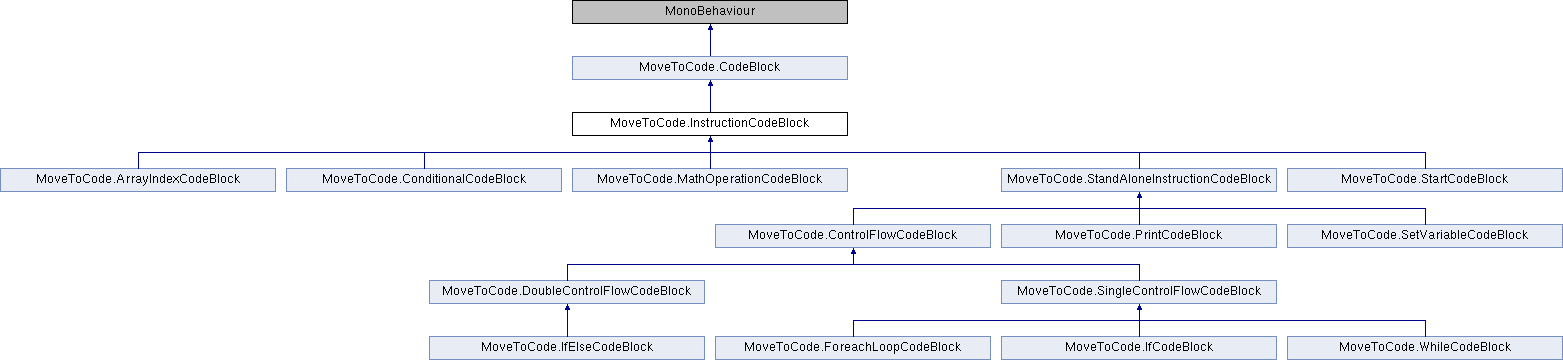 MonoBehaviour
MoveToCode.CodeBlock
MoveToCode.InstructionCodeBlock
MoveToCode.ArrayIndexCodeBlock
MoveToCode.ConditionalCodeBlock
MoveToCode.MathOperationCodeBlock
MoveToCode.StandAloneInstructionCodeBlock
MoveToCode.StartCodeBlock
MoveToCode.ControlFlowCodeBlock
MoveToCode.PrintCodeBlock
MoveToCode.SetVariableCodeBlock
MoveToCode.DoubleControlFlowCodeBlock
MoveToCode.SingleControlFlowCodeBlock
MoveToCode.IfElseCodeBlock
MoveToCode.ForeachLoopCodeBlock
MoveToCode.IfCodeBlock
MoveToCode.WhileCodeBlock